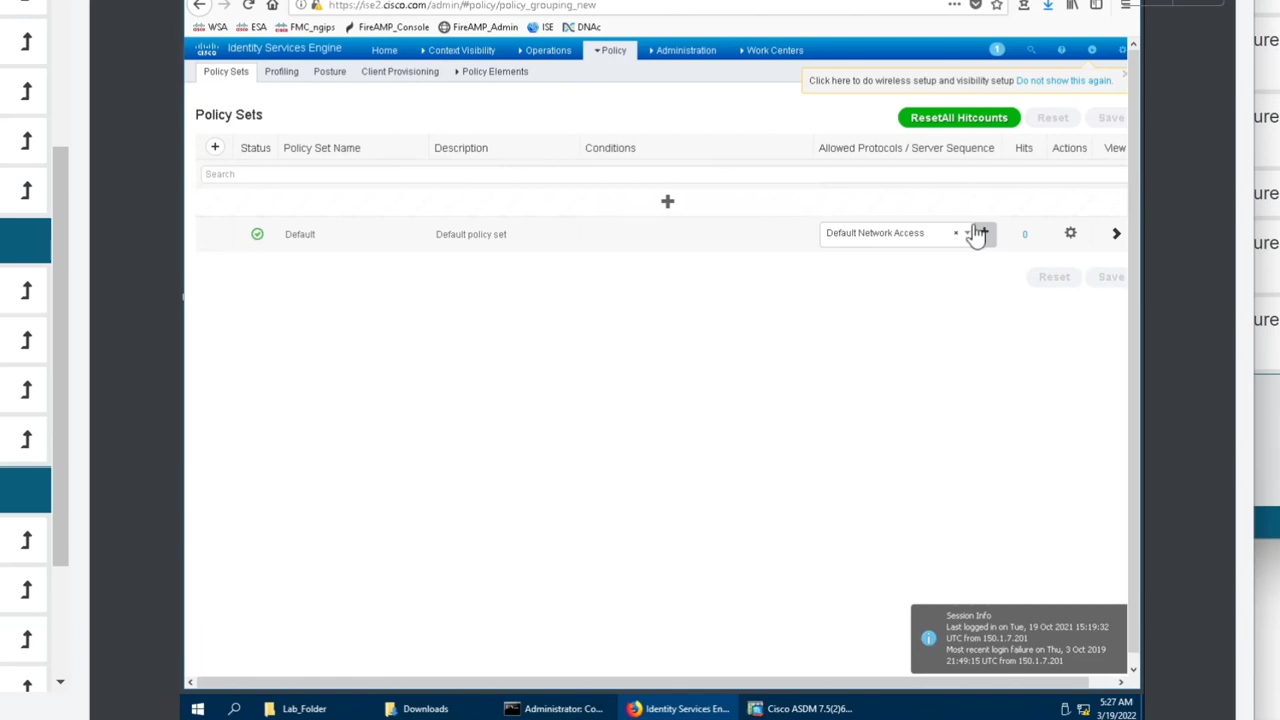 https://ise2.cisco.com/admin/#policy/policy_grouping_new
WSA ESA FMC_ngips FireAMP_Console FireAMP_Admin ISE DNAc
cisco Identity Services Engine Home Context Visibility Operations Policy Administration Work Centers 1
Policy Sets Profiling Posture Client Provisioning Policy Elements
Click here to do wireless setup and visibility setup Do not show this again.
Policy Sets ResetAll Hitcounts Reset Save
Status Policy Set Name Description Conditions Allowed Protocols / Server Sequence Hits Actions View
Search
Default Default policy set Default Network Access 0
Reset Save
Session Info
Last logged in on Tue, 19 Oct 2021 15:19:32
UTC from 150.1.7.201
Most recent login failure on Thu, 3 Oct 2019
21:49:15 UTC from 150.1.7.201
Lab_Folder Downloads Administrator: Co... Identity Services En... Cisco ASDM 7.5(2)6... 5:27 AM
3/19/2022
ure
ure
ure
ure
ure